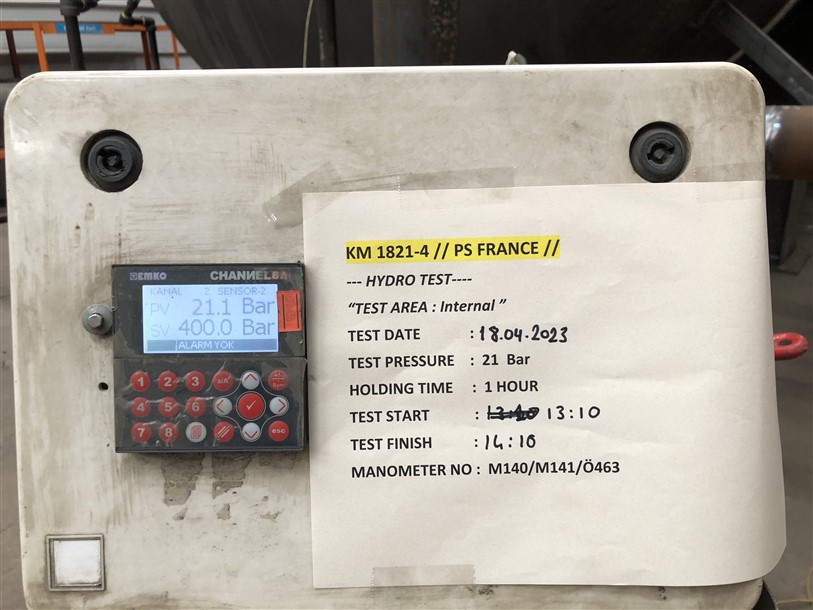 EMKO CHANNEL8A
KANAL 2 SENSOR-2
PV 21.1 Bar
SV 400.0 Bar
ALARM YOK
1 2 3 a/A
4 5 6
7 8 esc
KM 1821-4 // PS FRANCE //
--- HYDRO TEST----
“TEST AREA : Internal ”
TEST DATE : 18.04.2023
TEST PRESSURE : 21 Bar
HOLDING TIME : 1 HOUR
TEST START : 13:10
TEST FINISH : 14:10
MANOMETER NO : M140/M141/Ö463